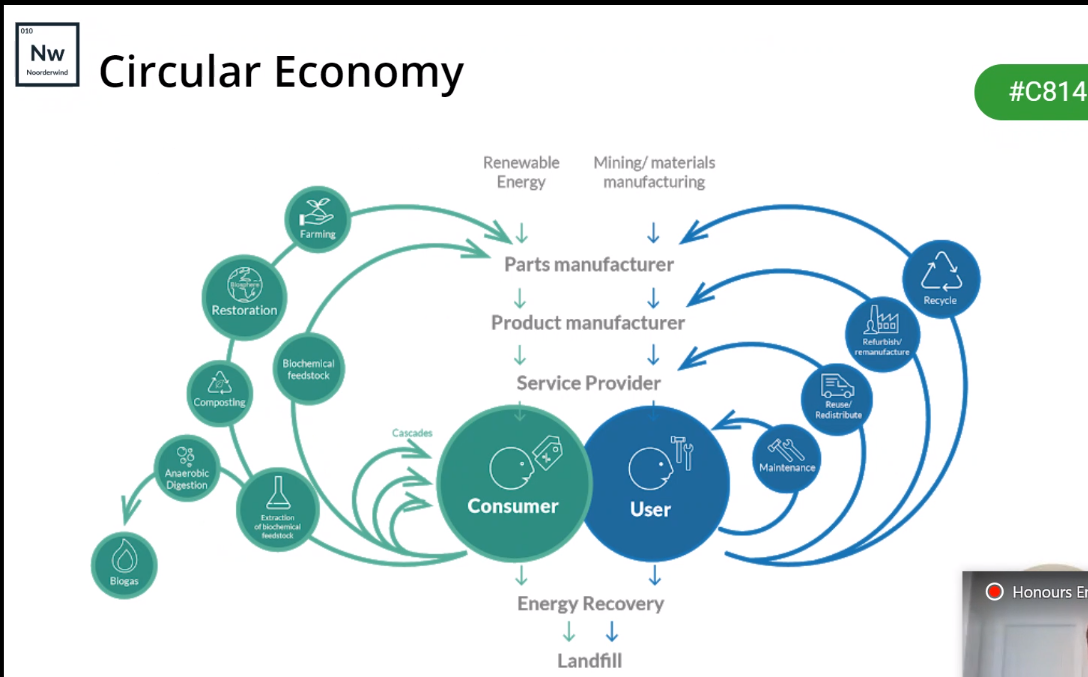 010
Nw
Noorderwind
Circular Economy
#C814
Renewable
Energy
Mining/ materials
manufacturing
Farming
Parts manufacturer
Biosphere
Restoration
Recycle
Product manufacturer
Refurbish/
remanufacture
Biochemical
feedstock
Service Provider
Composting
Reuse/
Redistribute
Cascades
Maintenance
Anaerobic
Digestion
Consumer
User
Extraction
of biochemical
feedstock
Biogas
Energy Recovery
Landfill
Honours En